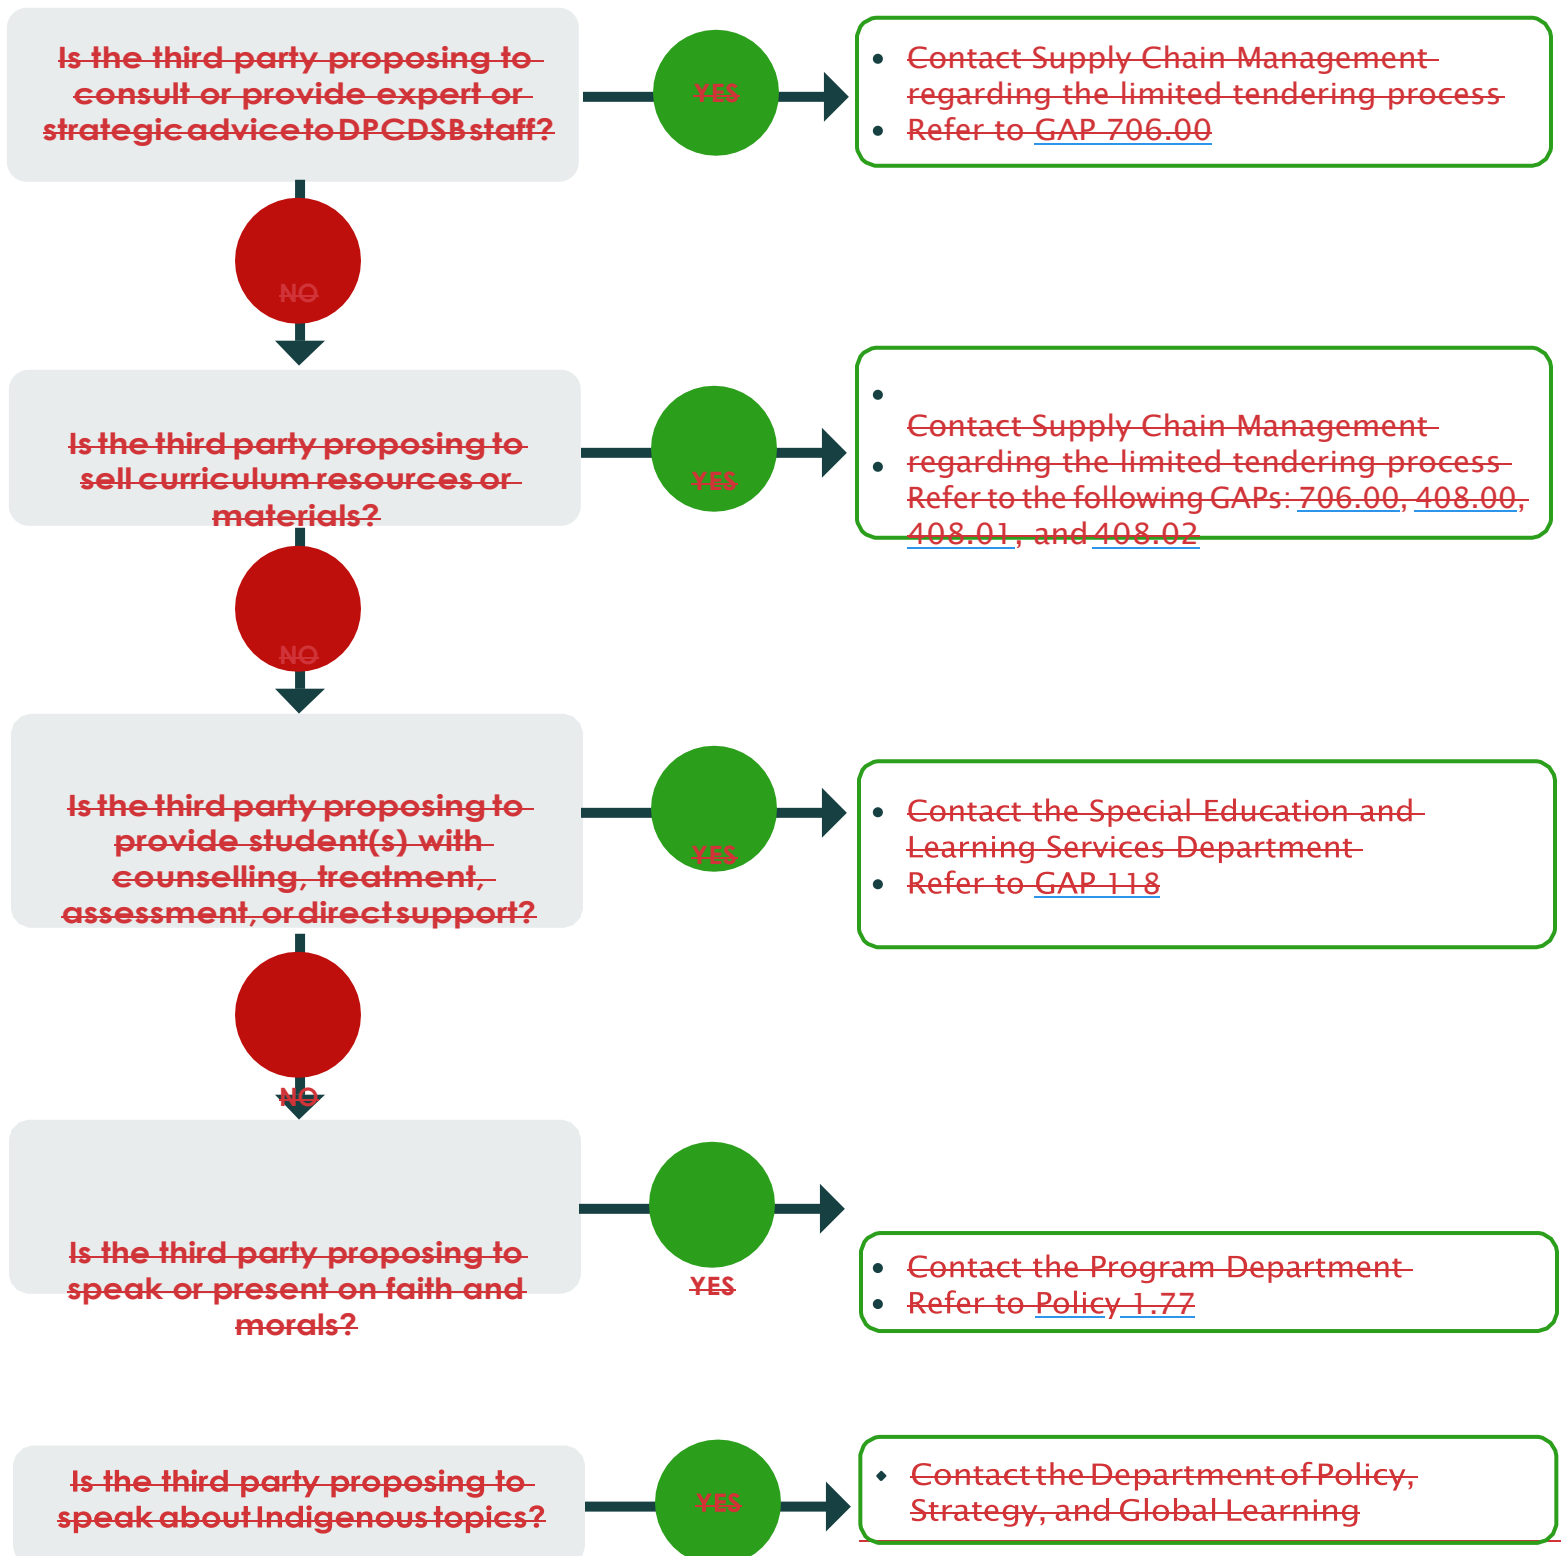 Is the third party proposing to
consult or provide expert or
strategic advice to DPCDSB staff?
YES
• Contact Supply Chain Management
regarding the limited tendering process
• Refer to GAP 706.00
NO
Is the third party proposing to
sell curriculum resources or
materials?
YES
•
Contact Supply Chain Management
• regarding the limited tendering process
Refer to the following GAPs: 706.00, 408.00,
408.01, and 408.02
NO
Is the third party proposing to
provide student(s) with
counselling, treatment,
assessment, or direct support?
YES
• Contact the Special Education and
Learning Services Department
• Refer to GAP 118
NO
Is the third party proposing to
speak or present on faith and
morals?
YES
• Contact the Program Department
• Refer to Policy 1.77
Is the third party proposing to
speak about Indigenous topics?
YES
• Contact the Department of Policy,
Strategy, and Global Learning